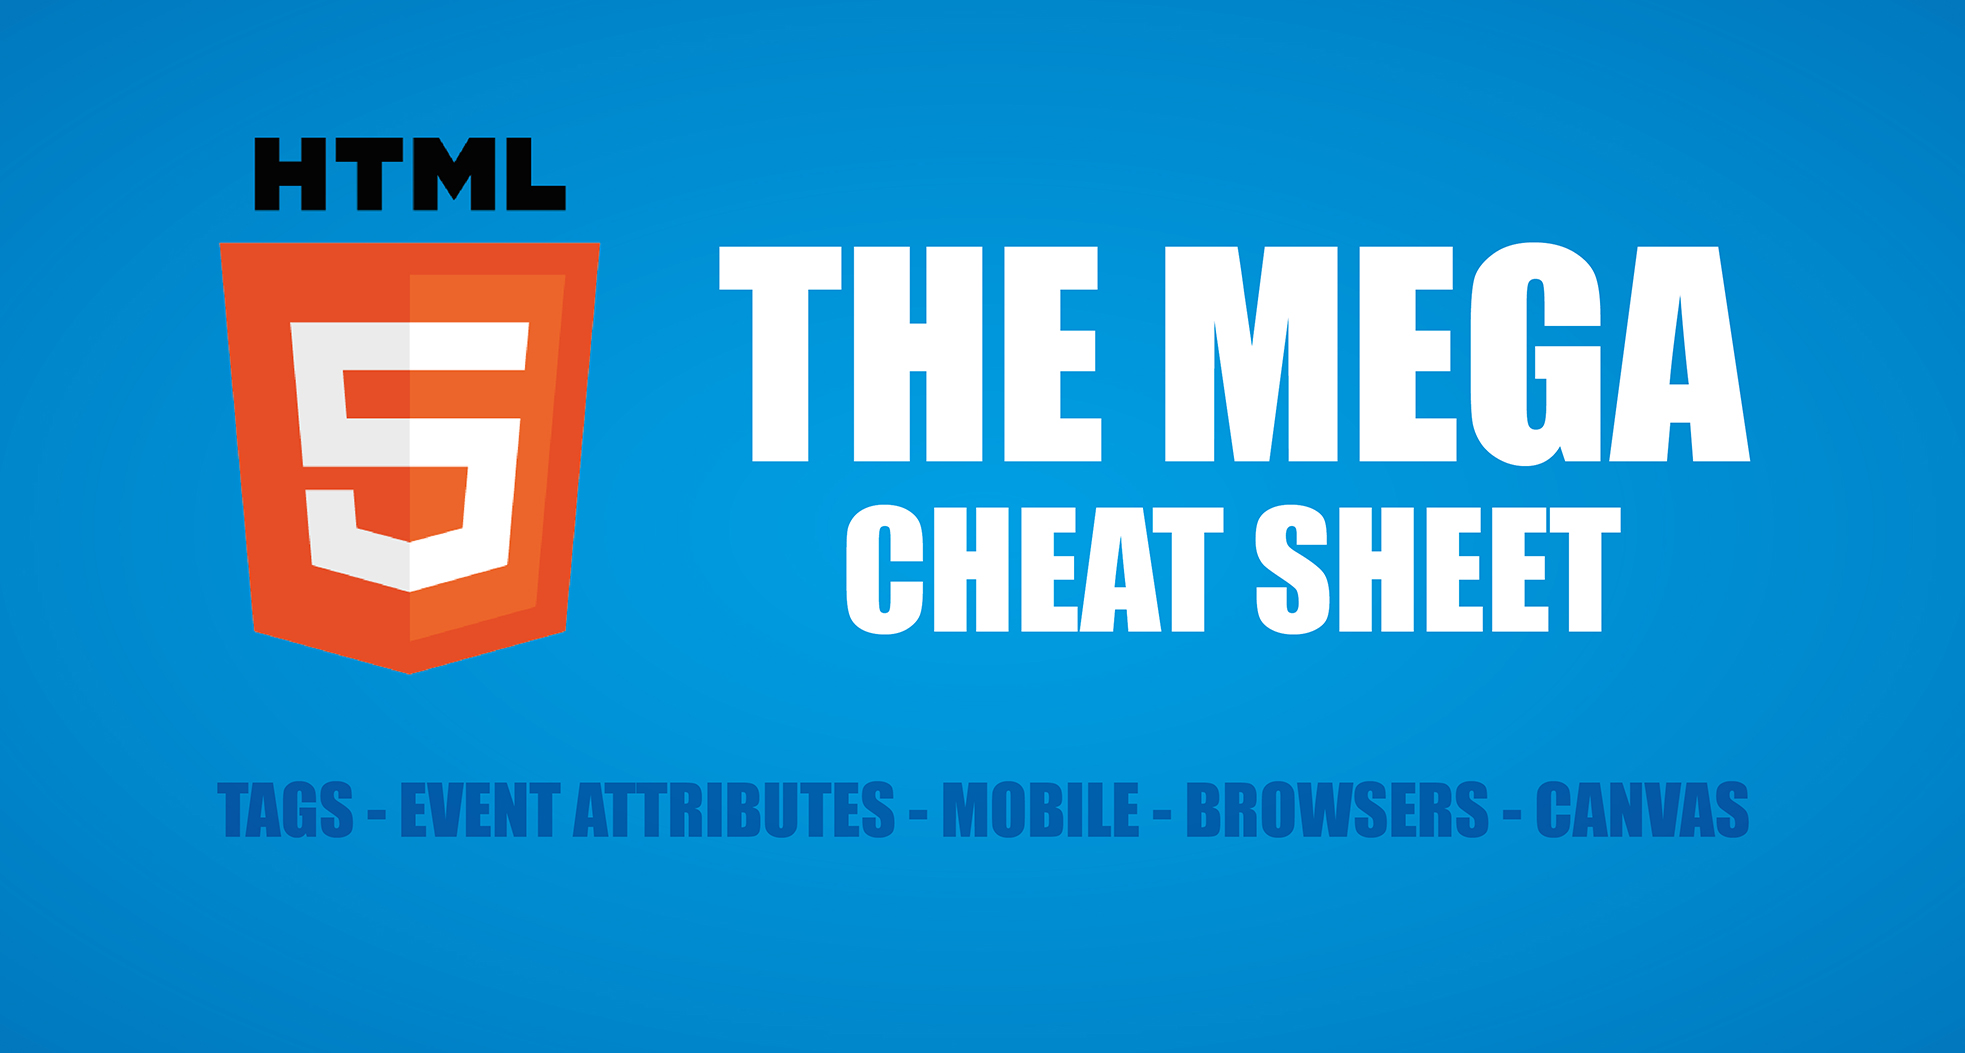 HTML
5
THE MEGA
CHEAT SHEET
TAGS - EVENT ATTRIBUTES - MOBILE - BROWSERS - CANVAS